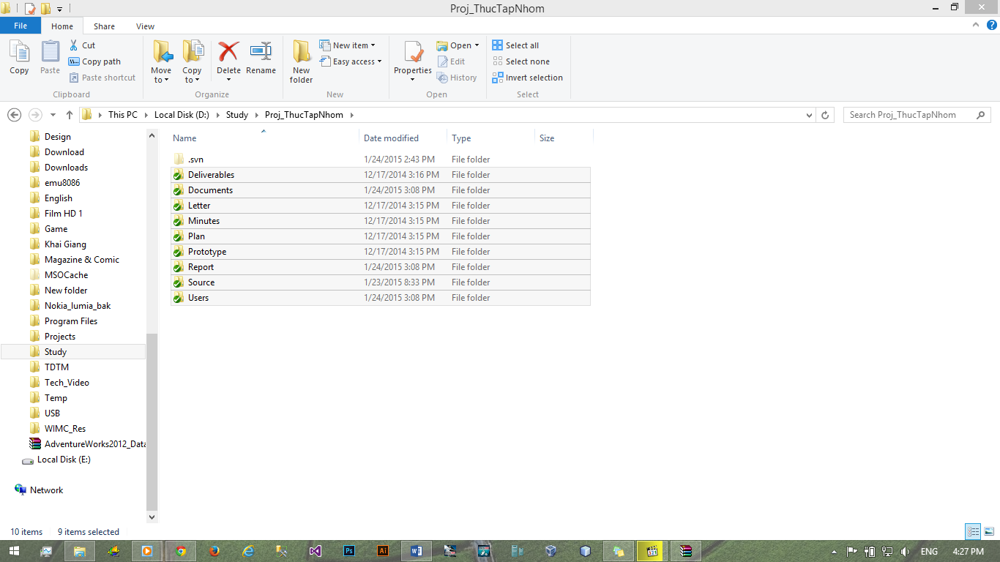 Proj_ThucTapNhom
File Home Share View
Copy Paste Cut Copy path Paste shortcut
Clipboard
Move to Copy to Delete Rename
Organize
New folder New item Easy access
New
Properties Open Edit History
Open
Select all Select none Invert selection
Select
This PC Local Disk (D:) Study Proj_ThucTapNhom Search Proj_ThucTapNhom
Design
Download
Downloads
emu8086
English
Film HD 1
Game
Khai Giang
Magazine & Comic
MSOCache
New folder
Nokia_lumia_bak
Program Files
Projects
Study
TDTM
Tech_Video
Temp
USB
WIMC_Res
AdventureWorks2012_Data
Local Disk (E:)
Network
Name Date modified Type Size
.svn 1/24/2015 2:43 PM File folder
Deliverables 12/17/2014 3:16 PM File folder
Documents 1/24/2015 3:08 PM File folder
Letter 12/17/2014 3:15 PM File folder
Minutes 12/17/2014 3:15 PM File folder
Plan 12/17/2014 3:15 PM File folder
Prototype 12/17/2014 3:15 PM File folder
Report 1/24/2015 3:08 PM File folder
Source 1/23/2015 8:33 PM File folder
Users 1/24/2015 3:08 PM File folder
10 items 9 items selected
Ps Ai ENG 4:27 PM